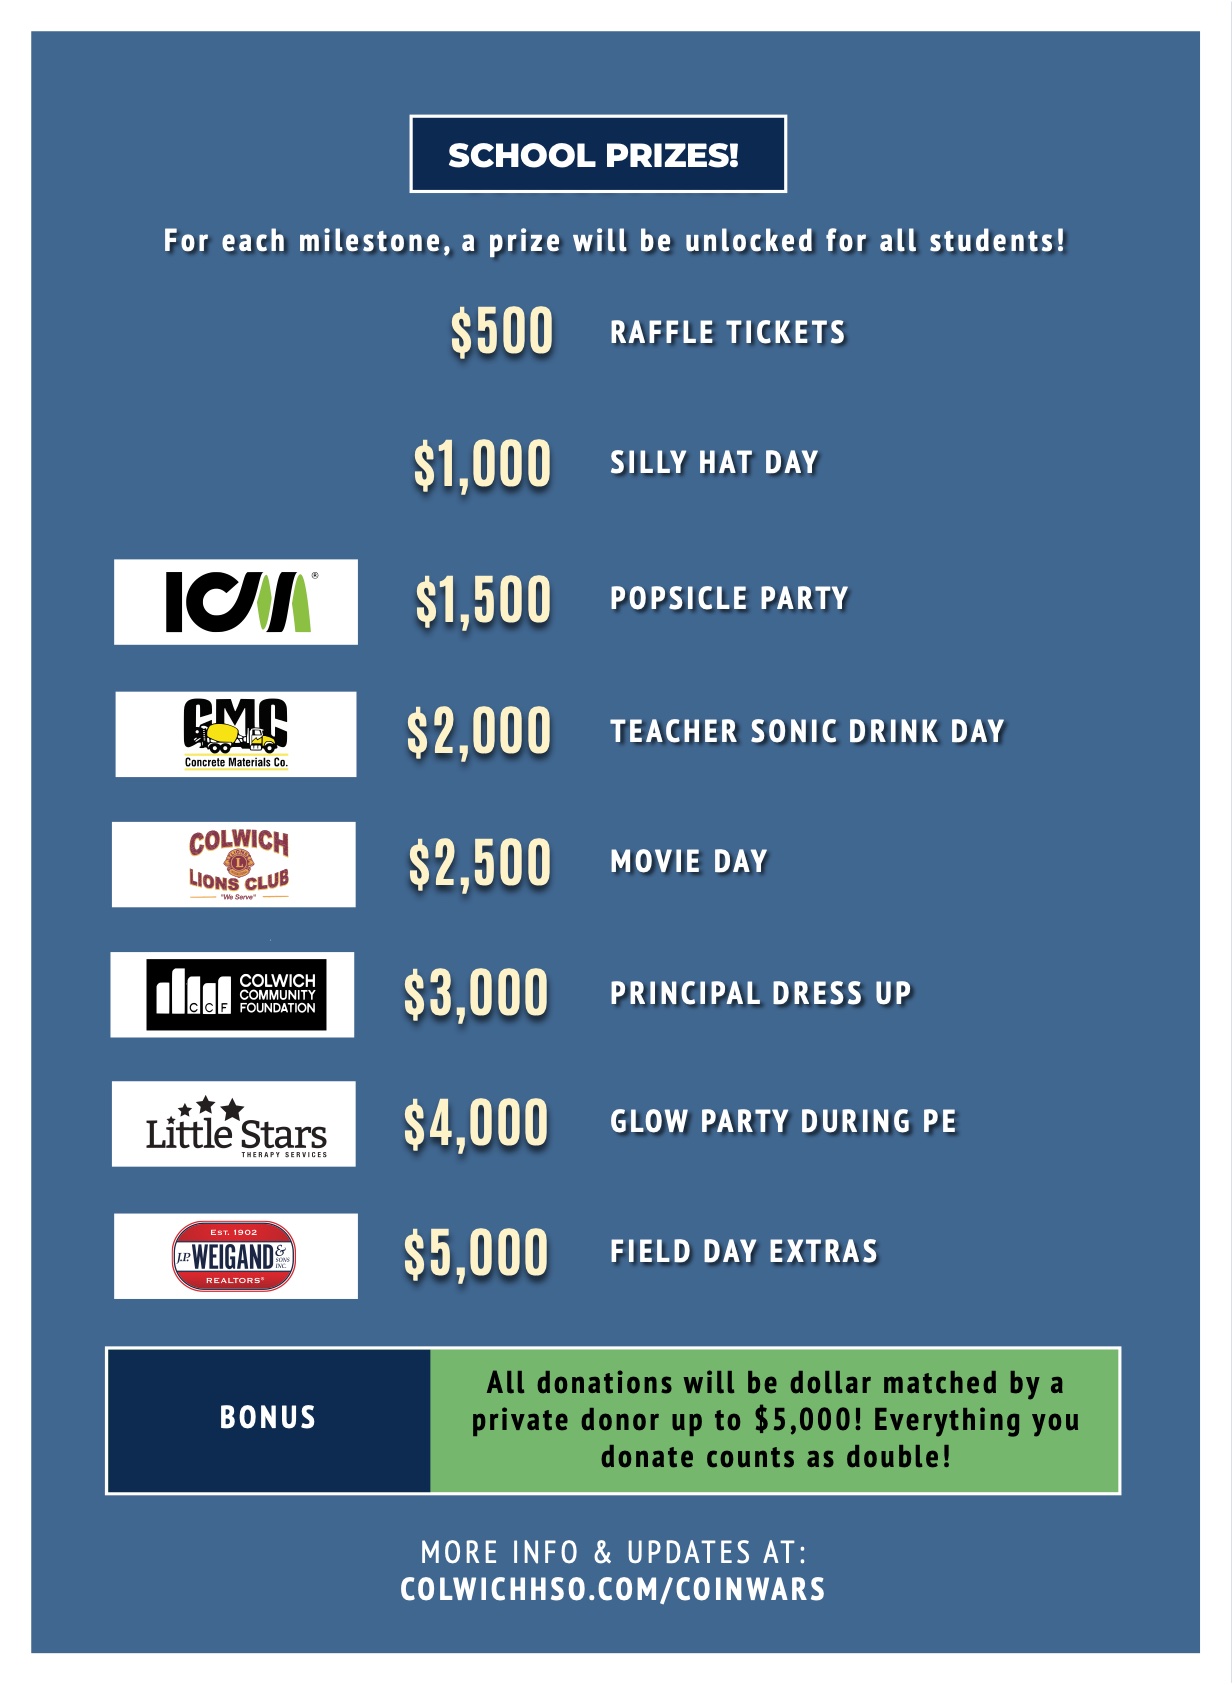 SCHOOL PRIZES!
For each milestone, a prize will be unlocked for all students!
$500 RAFFLE TICKETS
$1,000 SILLY HAT DAY
ICM ® $1,500 POPSICLE PARTY
CMC
Concrete Materials Co.
$2,000 TEACHER SONIC DRINK DAY
COLWICH
L
LIONS CLUB
"We Serve"
$2,500 MOVIE DAY
CCF
COLWICH
COMMUNITY
FOUNDATION
$3,000 PRINCIPAL DRESS UP
Little Stars
THERAPY SERVICES
$4,000 GLOW PARTY DURING PE
EST. 1902
J.P. WEIGAND & SONS INC.
REALTORS®
$5,000 FIELD DAY EXTRAS
BONUS
All donations will be dollar matched by a
private donor up to $5,000! Everything you
donate counts as double!
MORE INFO & UPDATES AT:
COLWICHHSO.COM/COINWARS